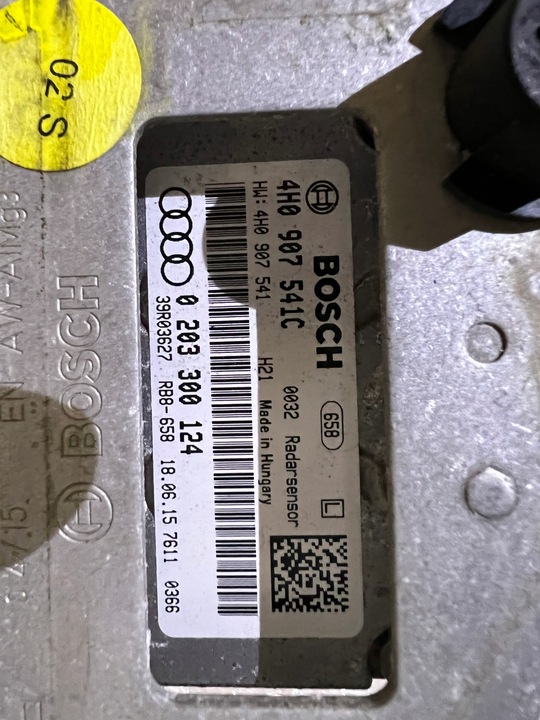 02 S
BOSCH
658
L
4H0 907 541C
0032 Radarsensor
HW: 4H0 907 541
H21
Made in Hungary
0 203 300 124
39R03627 RB8-658 18.06.15 7611 0366
BOSCH